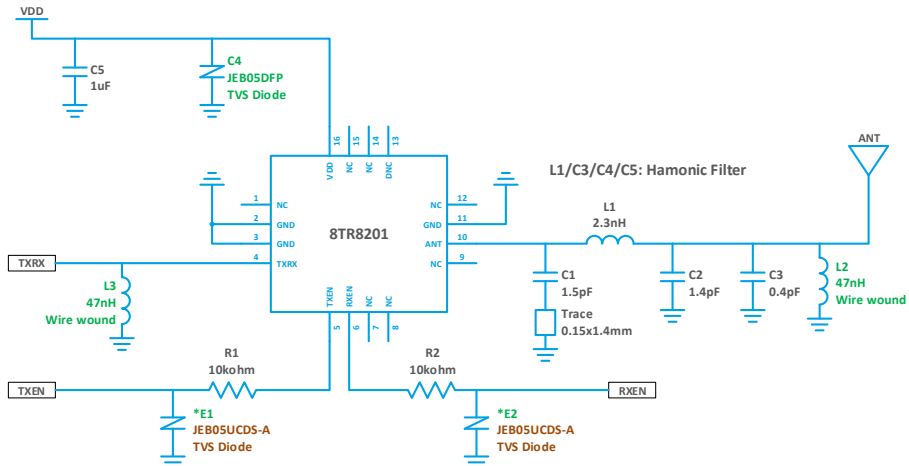 VDD
C5
1uF
C4
JEB05DFP
TVS Diode
16
15
14
13
VDD
NC
NC
DNC
ANT
L1/C3/C4/C5: Hamonic Filter
1
NC
2
GND
3
GND
4
TXRX
8TR8201
12
NC
11
GND
10
ANT
9
NC
TXEN
RXEN
NC
NC
5
6
7
8
L1
2.3nH
C1
1.5pF
Trace
0.15x1.4mm
C2
1.4pF
C3
0.4pF
L2
47nH
Wire wound
TXRX
L3
47nH
Wire wound
R1
10kohm
R2
10kohm
TXEN
RXEN
*E1
JEB05UCDS-A
TVS Diode
*E2
JEB05UCDS-A
TVS Diode